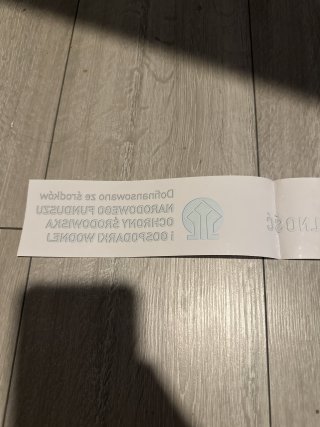 Dofinansowano ze środków
NARODOWEGO FUNDUSZU
OCHRONY ŚRODOWISKA
i GOSPODARKI WODNEJ